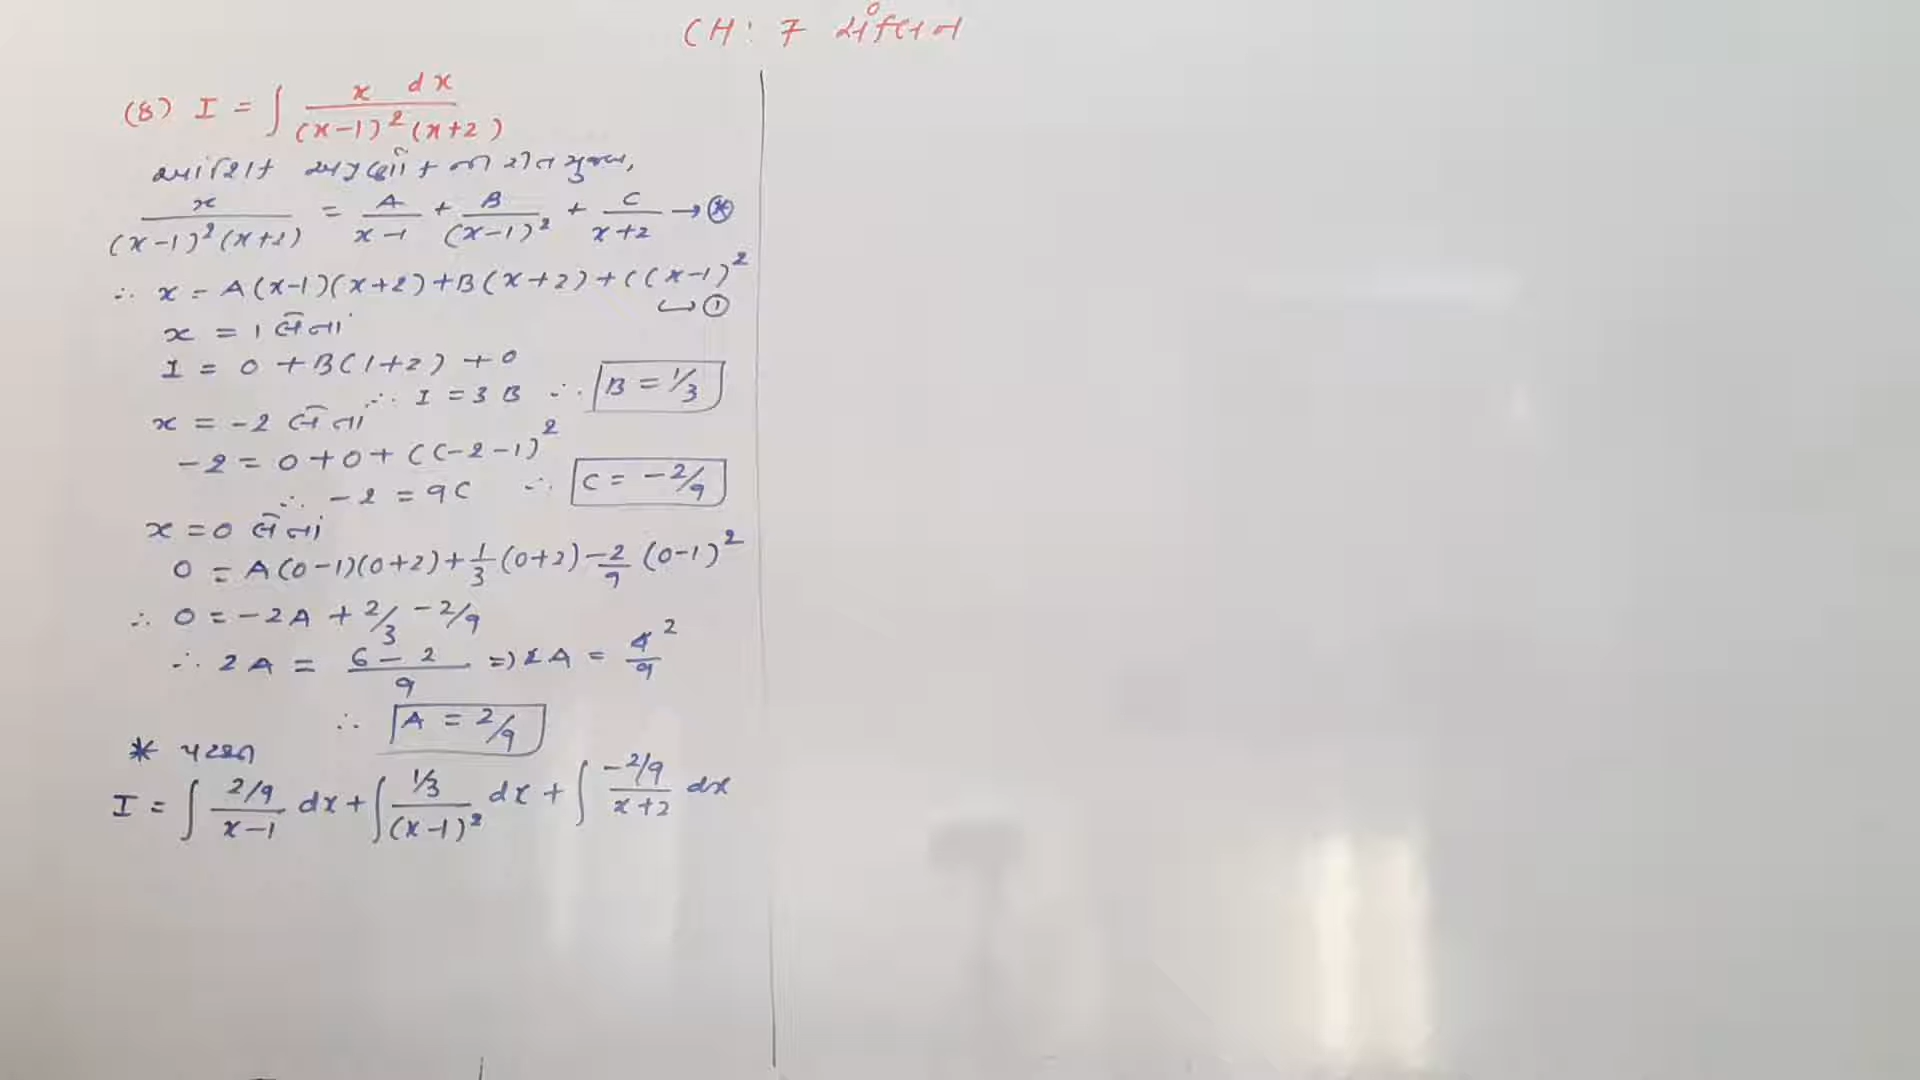 CH: 7 સંકલન
(8) I = ∫ x dx / (x-1)² (x+2)
આંશિક અપૂર્ણાંક ની રીત મુજબ,
x / (x-1)² (x+2) = A / x-1 + B / (x-1)² + C / x+2 → ⊛
∴ x = A(x-1)(x+2) + B(x+2) + C(x-1)²
↪ ①
x = 1 લેતાં
1 = 0 + B(1+2) + 0
∴ 1 = 3B ∴ B = 1/3
x = -2 લેતાં
-2 = 0 + 0 + C(-2-1)²
∴ -2 = 9C ∴ C = -2/9
x = 0 લેતાં
0 = A(0-1)(0+2) + 1/3 (0+2) - 2/9 (0-1)²
∴ 0 = -2A + 2/3 - 2/9
∴ 2A = 6-2 / 9 => 2A = 4 2 / 9
∴ A = 2/9
* પરથી
I = ∫ 2/9 / x-1 dx + ∫ 1/3 / (x-1)² dx + ∫ -2/9 / x+2 dx